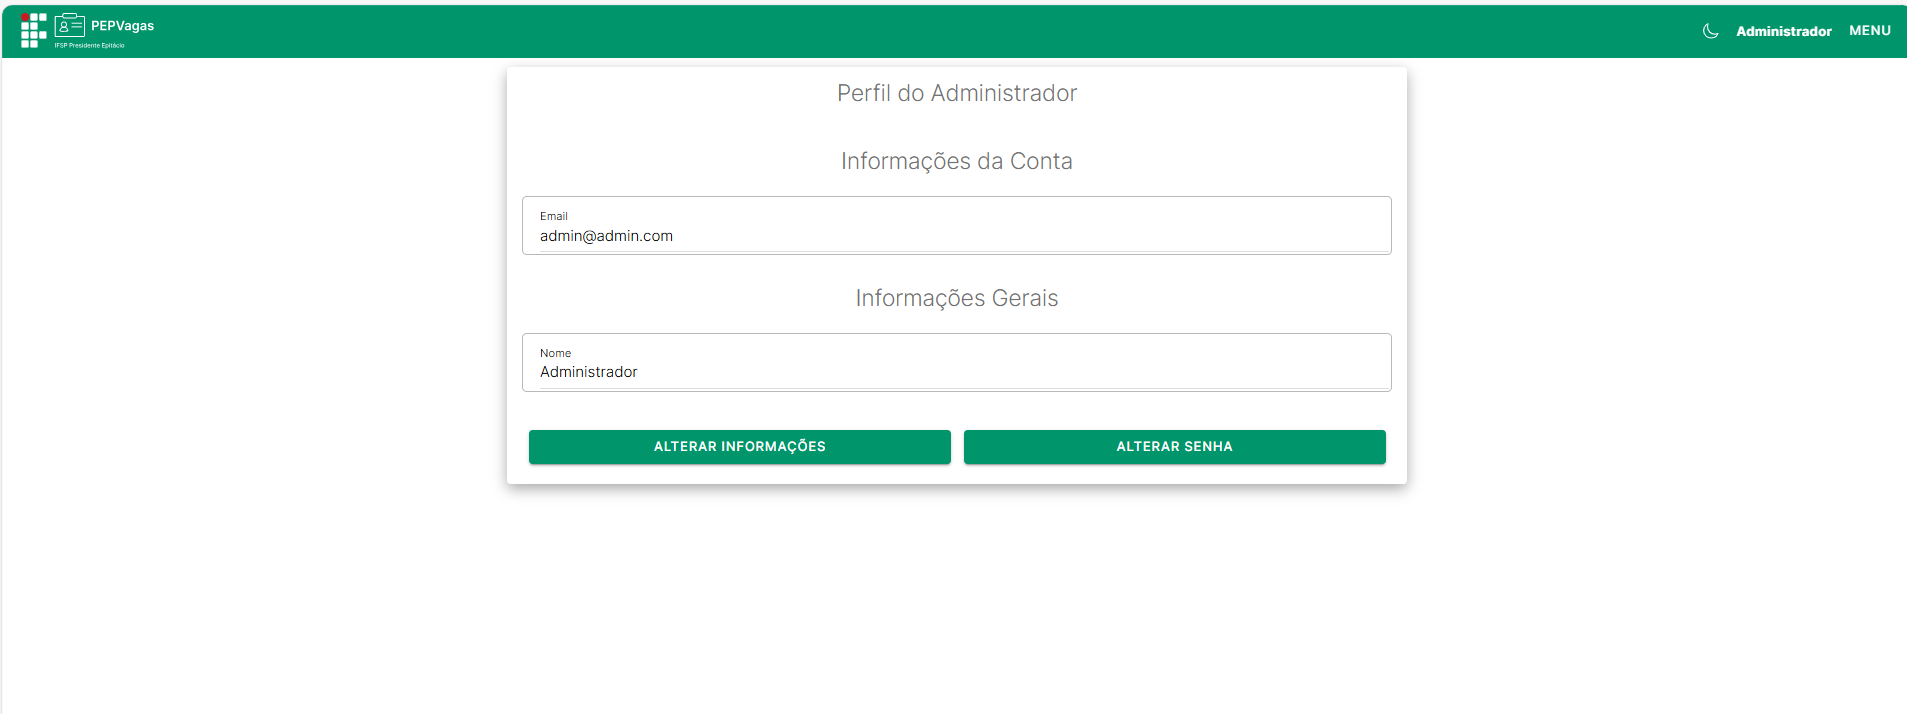 PEPVagas
IFSP Presidente Epitácio
Administrador MENU
Perfil do Administrador
Informações da Conta
Email
admin@admin.com
Informações Gerais
Nome
Administrador
ALTERAR INFORMAÇÕES ALTERAR SENHA